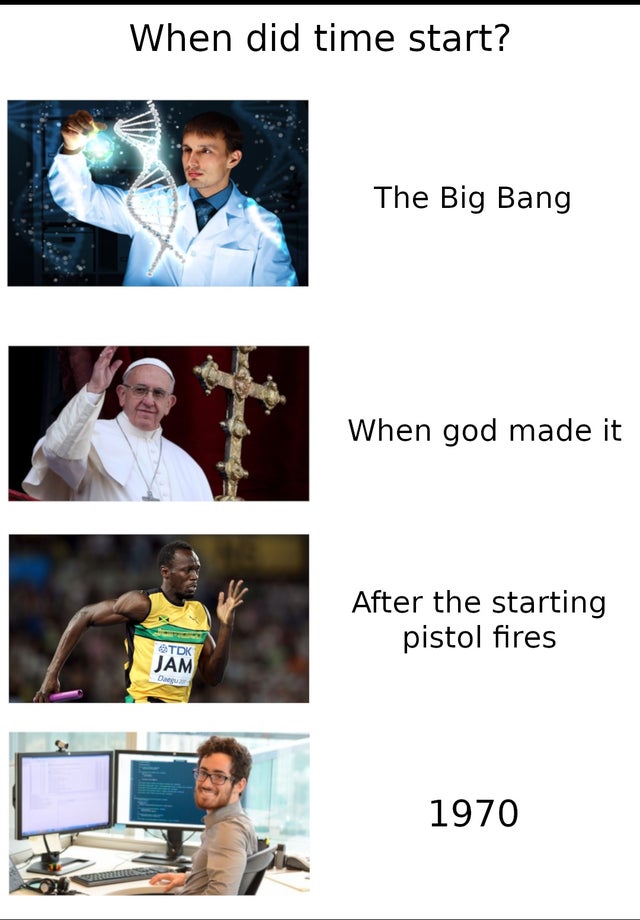 When did time start?
The Big Bang
When god made it
After the starting
pistol fires
TDK
JAM
Daegu
1970